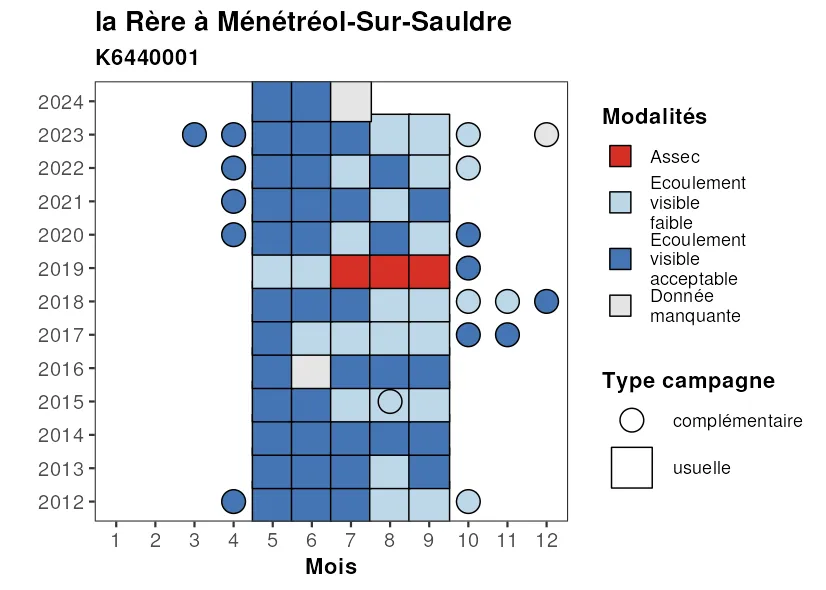 la Rère à Ménétréol-Sur-Sauldre
K6440001
2024
2023
2022
2021
2020
2019
2018
2017
2016
2015
2014
2013
2012
1 2 3 4 5 6 7 8 9 10 11 12
Mois
Modalités
Assec
Ecoulement
visible
faible
Ecoulement
visible
acceptable
Donnée
manquante
Type campagne
complémentaire
usuelle